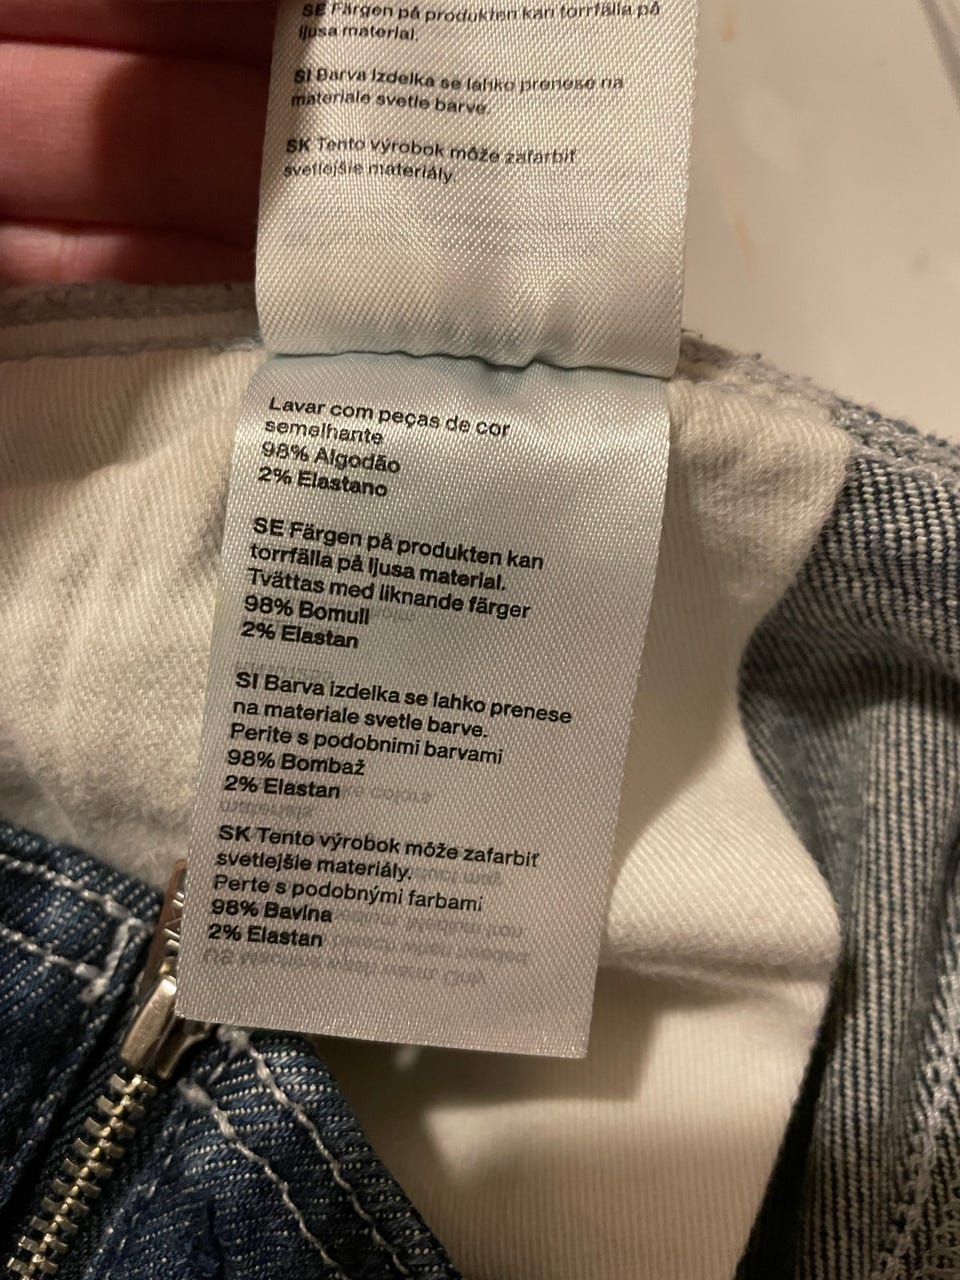 SE Färgen på produkten kan torrfälla på
ljusa material.
SI Barva izdelka se lahko prenese na
materiale svetle barve.
SK Tento výrobok môže zafarbiť
svetlejšie materiály.
Lavar com peças de cor
semelhante
98% Algodão
2% Elastano
SE Färgen på produkten kan
torrfälla på ljusa material.
Tvättas med liknande färger
98% Bomull
2% Elastan
SI Barva izdelka se lahko prenese
na materiale svetle barve.
Perite s podobnimi barvami
98% Bombaž
2% Elastan
SK Tento výrobok môže zafarbiť
svetlejšie materiály.
Perte s podobnými farbami
98% Bavlna
2% Elastan